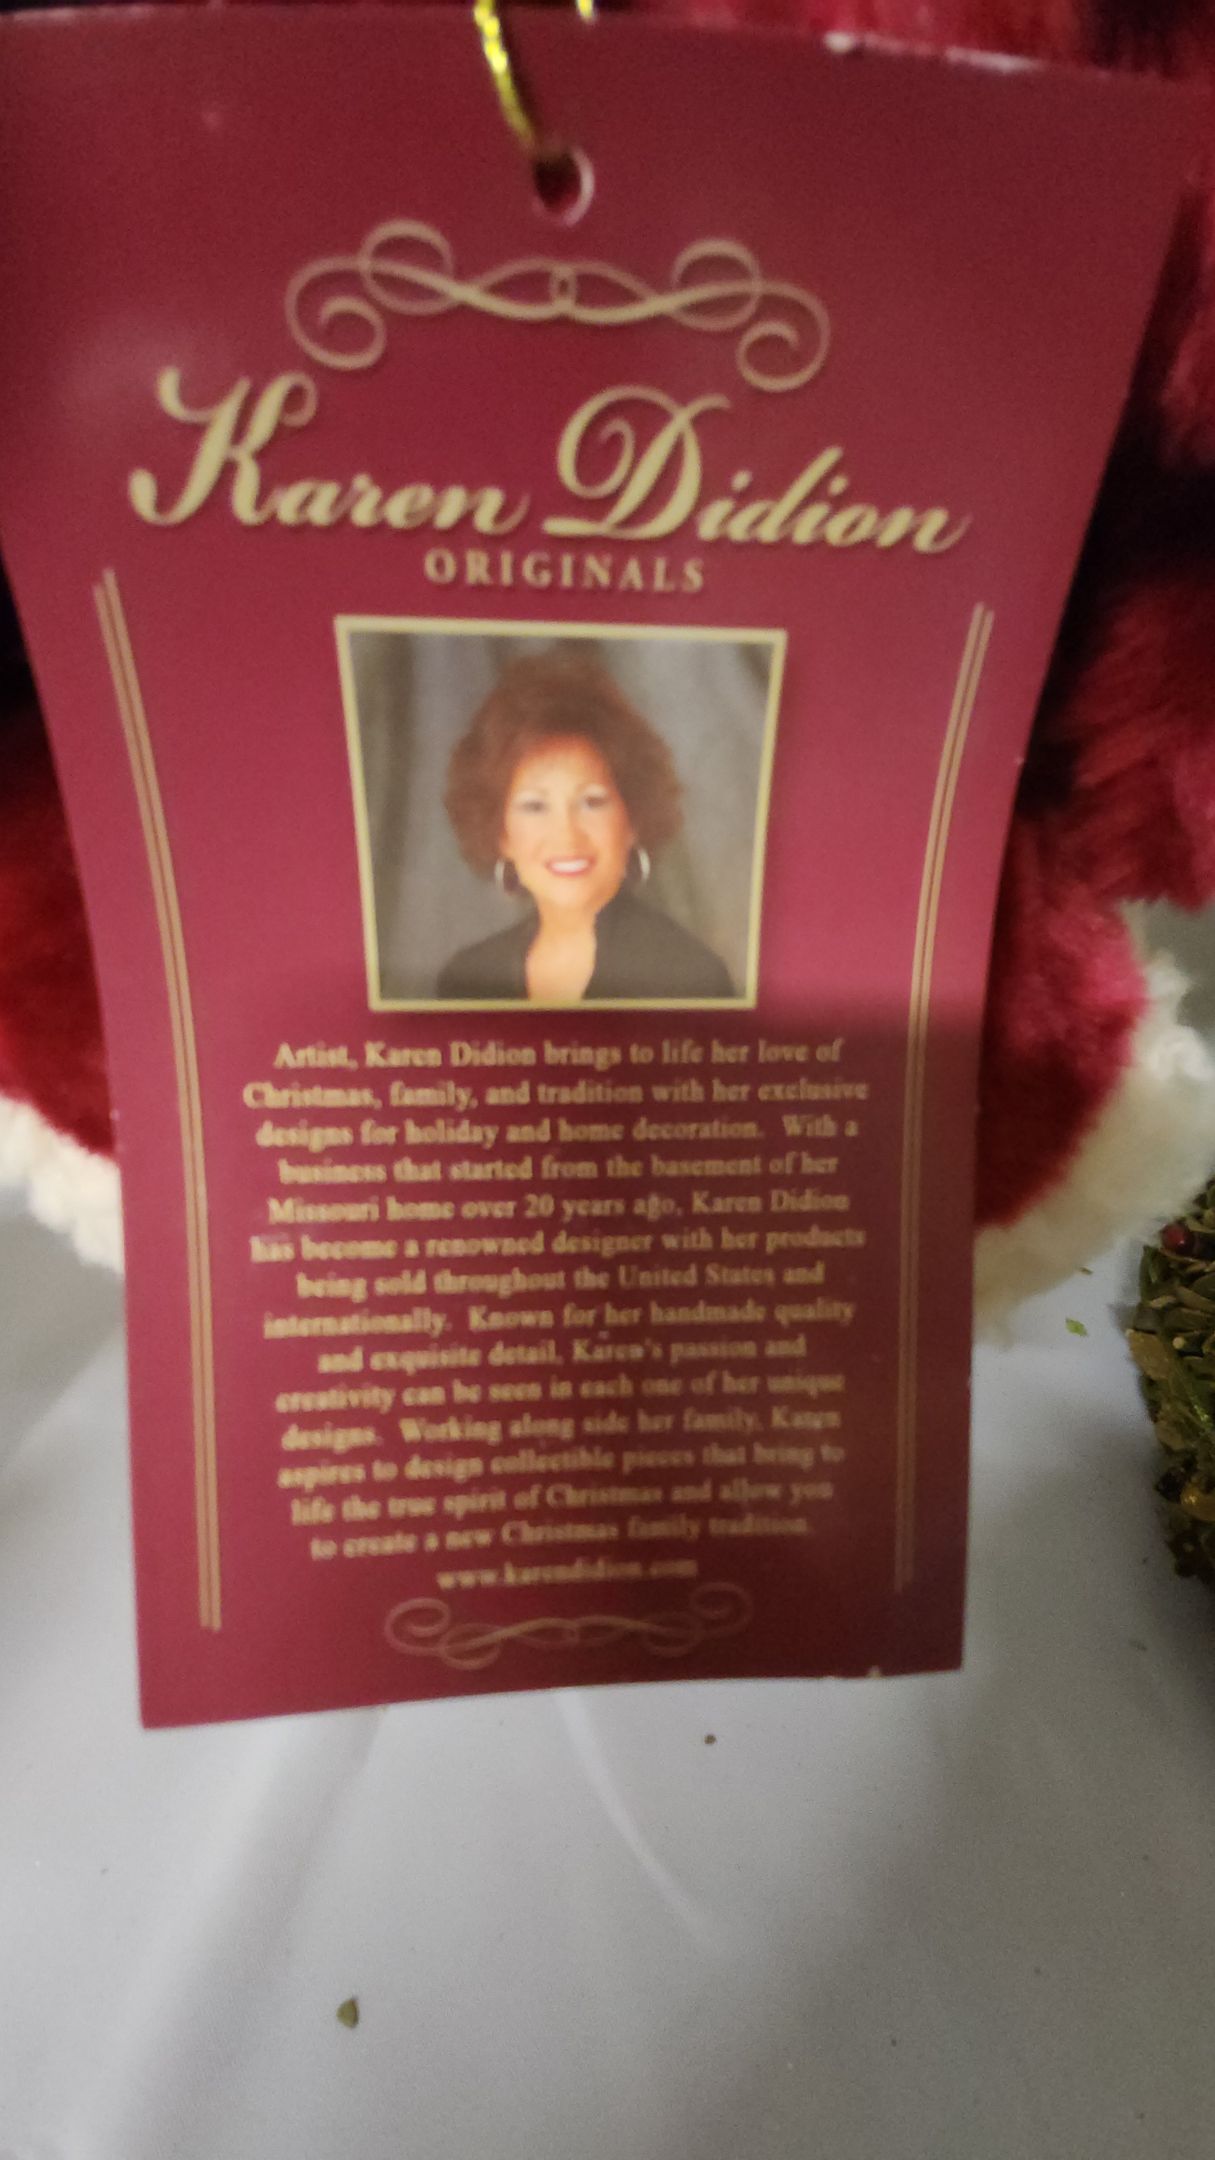 Karen Didion
ORIGINALS
Artist, Karen Didion brings to life her love of
Christmas, family, and tradition with her exclusive
designs for holiday and home decoration. With a
business that started from the basement of her
Missouri home over 20 years ago, Karen Didion
has become a renowned designer with her products
being sold throughout the United States and
internationally. Known for her handmade quality
and exquisite detail, Karen's passion and
creativity can be seen in each one of her unique
designs. Working along side her family, Karen
aspires to design collectible pieces that bring to
life the true spirit of Christmas and allow you
to create a new Christmas family tradition.
www.karendidion.com